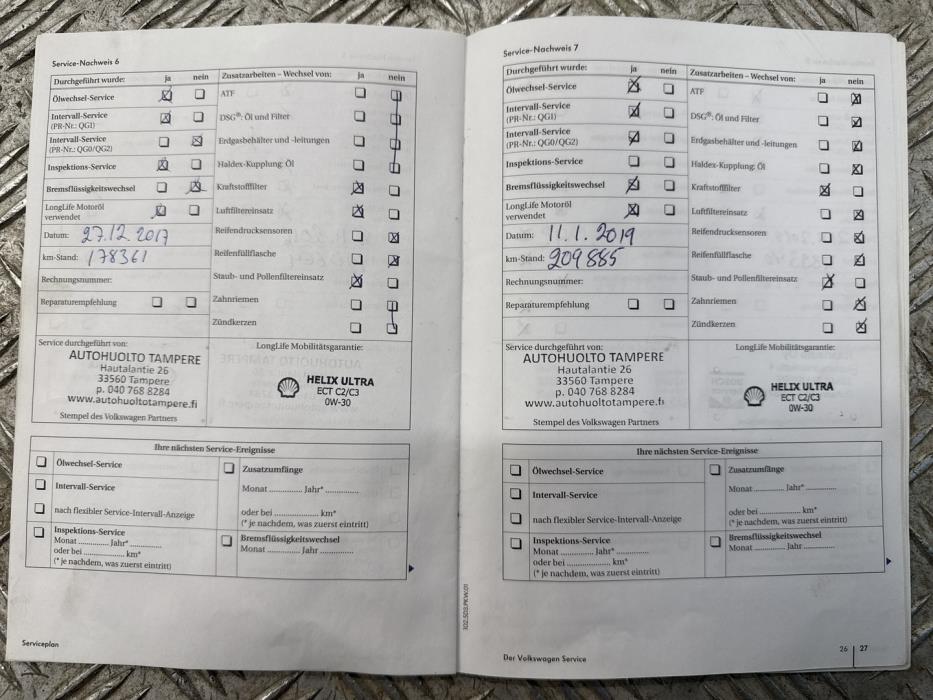 Service-Nachweis 6
Durchgeführt wurde: ja nein
Ölwechsel-Service
Intervall-Service
(PR-Nr.: QG1)
Intervall-Service
(PR-Nr.: QG0/QG2)
Inspektions-Service
Bremsflüssigkeitswechsel
LongLife Motoröl
verwendet
Datum: 27.12.2017
km-Stand: 178361
Rechnungsnummer:
Reparaturempfehlung
Zusatzarbeiten – Wechsel von: ja nein
ATF
DSG®: Öl und Filter
Erdgasbehälter und -leitungen
Haldex-Kupplung: Öl
Kraftstofffilter
Luftfiltereinsatz
Reifendrucksensoren
Reifenfüllflasche
Staub- und Pollenfiltereinsatz
Zahnriemen
Zündkerzen
Service durchgeführt von:
AUTOHUOLTO TAMPERE
Hautalantie 26
33560 Tampere
p. 040 768 8284
www.autohuoltotampere.fi
Stempel des Volkswagen Partners
LongLife Mobilitätsgarantie:
HELIX ULTRA
ECT C2/C3
0W-30
Ihre nächsten Service-Ereignisse
Ölwechsel-Service
Intervall-Service
nach flexibler Service-Intervall-Anzeige
Inspektions-Service
Monat ............ Jahr* ............
oder bei ............ km*
(* je nachdem, was zuerst eintritt)
Zusatzumfänge
Monat ............ Jahr* ............
oder bei ............ km*
(* je nachdem, was zuerst eintritt)
Bremsflüssigkeitswechsel
Monat ............ Jahr ............
Serviceplan
Service-Nachweis 7
Durchgeführt wurde: ja nein
Ölwechsel-Service
Intervall-Service
(PR-Nr.: QG1)
Intervall-Service
(PR-Nr.: QG0/QG2)
Inspektions-Service
Bremsflüssigkeitswechsel
LongLife Motoröl
verwendet
Datum: 11.1.2019
km-Stand: 209885
Rechnungsnummer:
Reparaturempfehlung
Zusatzarbeiten – Wechsel von: ja nein
ATF
DSG®: Öl und Filter
Erdgasbehälter und -leitungen
Haldex-Kupplung: Öl
Kraftstofffilter
Luftfiltereinsatz
Reifendrucksensoren
Reifenfüllflasche
Staub- und Pollenfiltereinsatz
Zahnriemen
Zündkerzen
Service durchgeführt von:
AUTOHUOLTO TAMPERE
Hautalantie 26
33560 Tampere
p. 040 768 8284
www.autohuoltotampere.fi
Stempel des Volkswagen Partners
LongLife Mobilitätsgarantie:
HELIX ULTRA
ECT C2/C3
0W-30
Ihre nächsten Service-Ereignisse
Ölwechsel-Service
Intervall-Service
nach flexibler Service-Intervall-Anzeige
Inspektions-Service
Monat ............ Jahr* ............
oder bei ............ km*
(* je nachdem, was zuerst eintritt)
Zusatzumfänge
Monat ............ Jahr* ............
oder bei ............ km*
(* je nachdem, was zuerst eintritt)
Bremsflüssigkeitswechsel
Monat ............ Jahr ............
Der Volkswagen Service
26 | 27